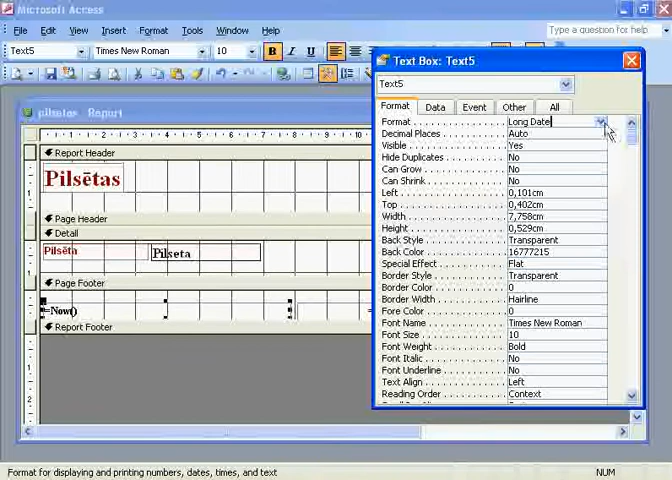 Microsoft Access
File Edit View Insert Format Tools Window Help
Type a question for help
Text5 Times New Roman 10 B I U
Text Box: Text5
Text5
Format Data Event Other All
Format Long Date
Decimal Places Auto
Visible Yes
Hide Duplicates No
Can Grow No
Can Shrink No
Left 0,101cm
Top 0,402cm
Width 7,758cm
Height 0,529cm
Back Style Transparent
Back Color 16777215
Special Effect Flat
Border Style Transparent
Border Color 0
Border Width Hairline
Fore Color 0
Font Name Times New Roman
Font Size 10
Font Weight Bold
Font Italic No
Font Underline No
Text Align Left
Reading Order Context
pilsetas Report
Report Header
Pilsētas
Page Header
Detail
Pilsēta Pilseta
Page Footer
=Now()
Report Footer
Format for displaying and printing numbers, dates, times, and text
NUM